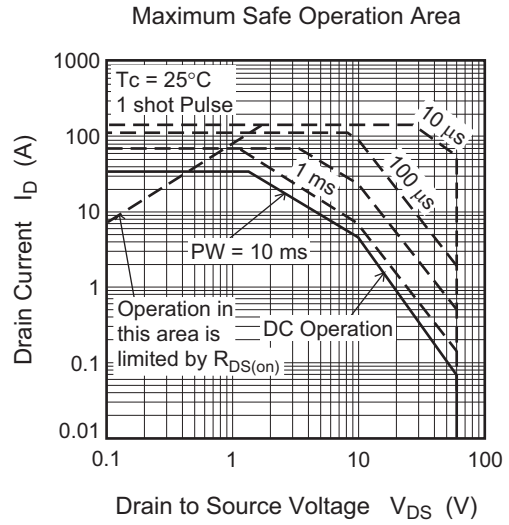 Maximum Safe Operation Area
1000
Tc = 25°C
1 shot Pulse
10 μs
100
100 μs
1 ms
10
PW = 10 ms
1
Operation in
this area is
limited by RDS(on)
DC Operation
0.1
0.01
0.1
1
10
100
Drain Current ID (A)
Drain to Source Voltage VDS (V)